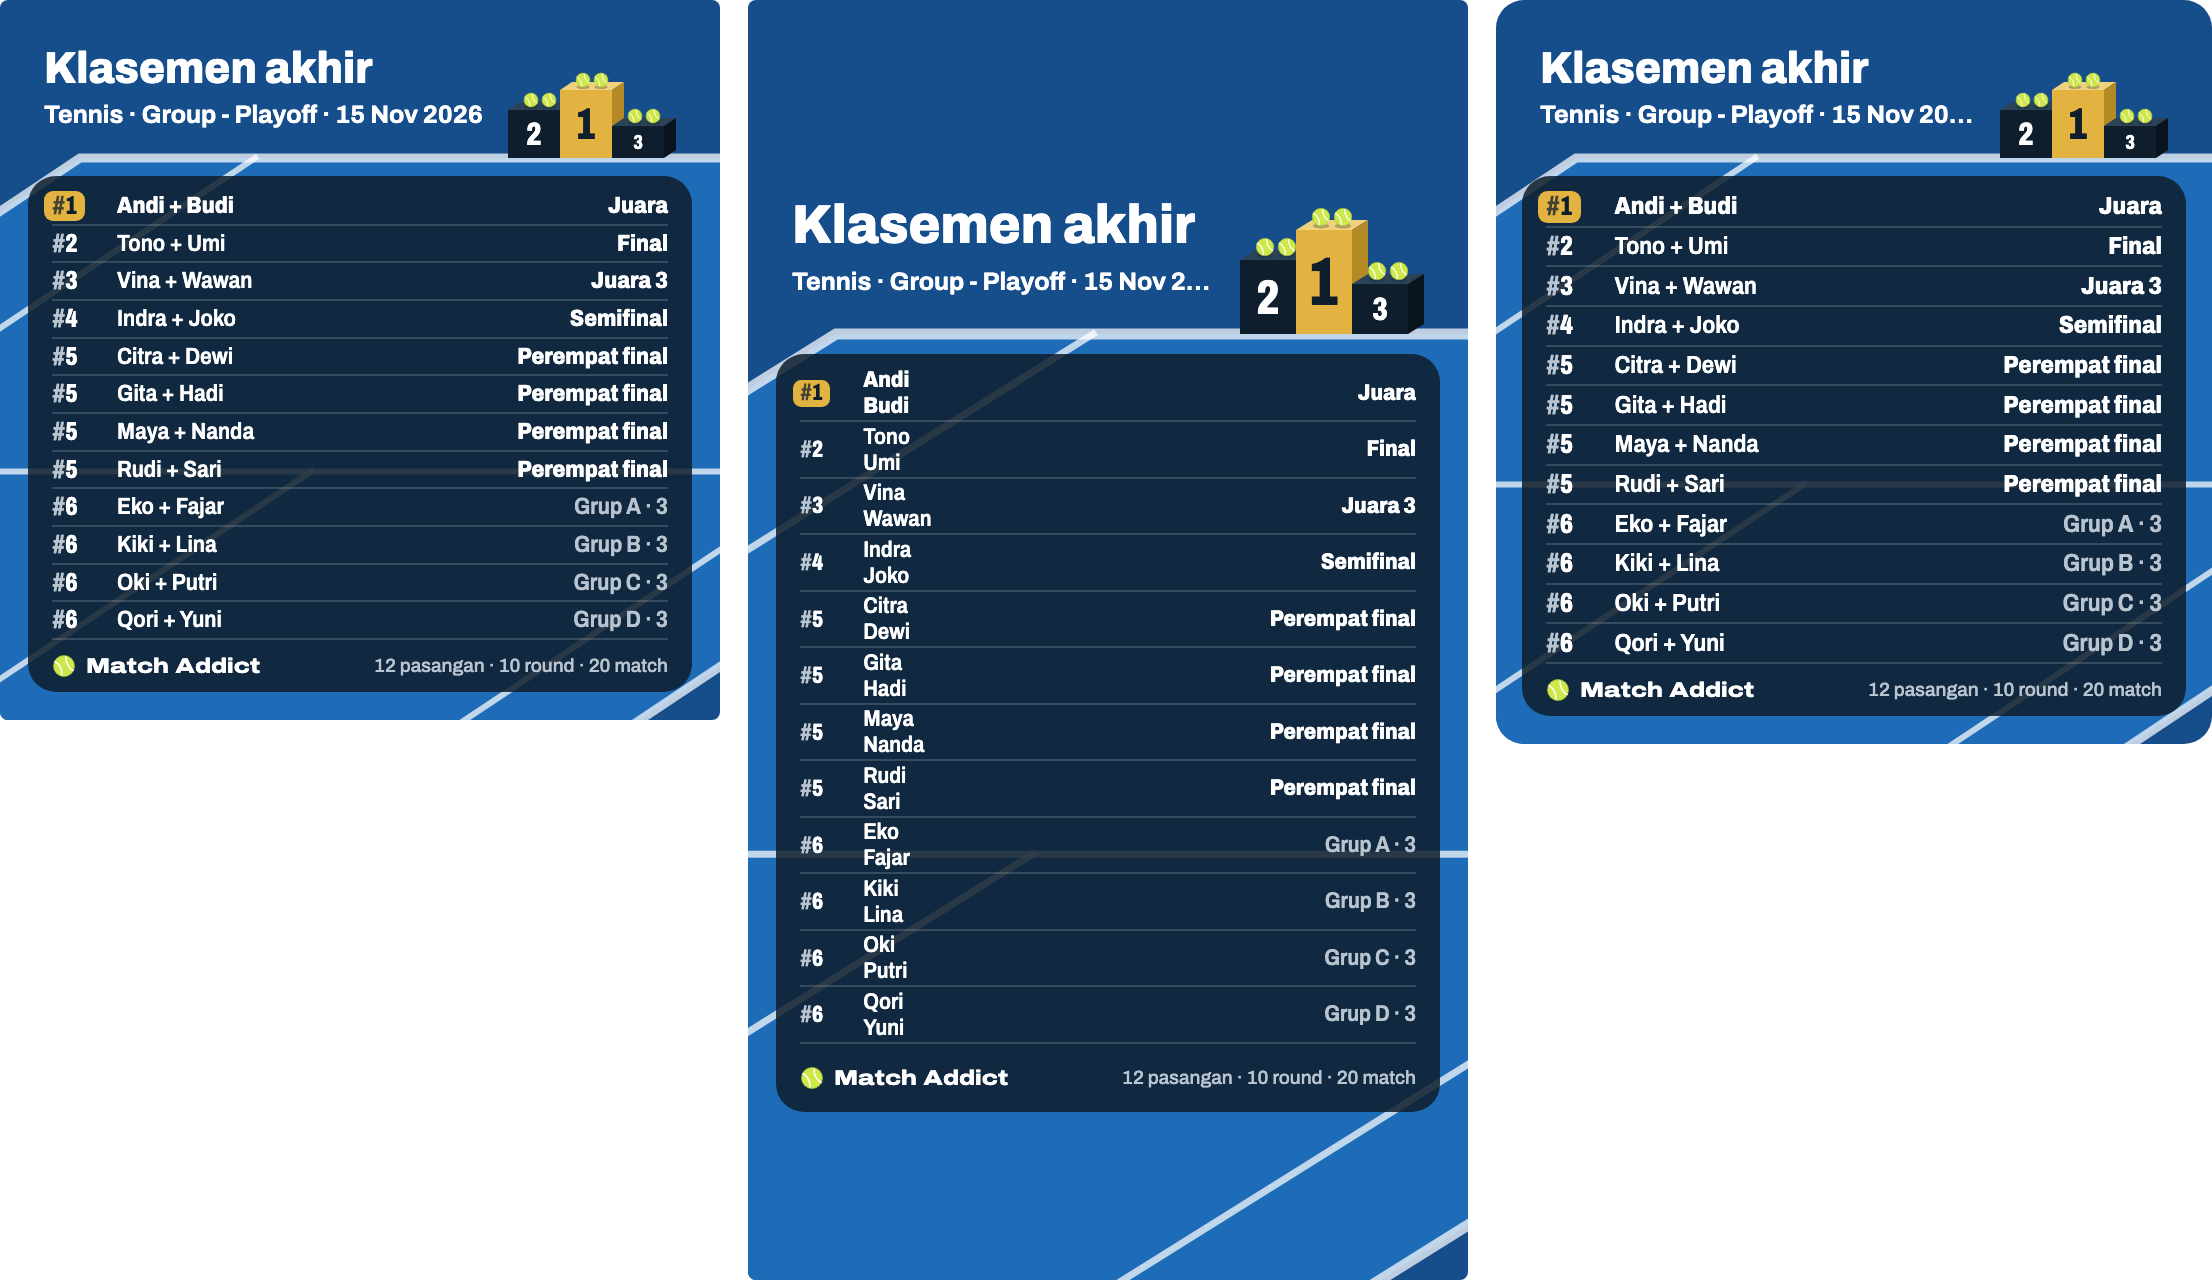 Klasemen akhir
Tennis · Group - Playoff · 15 Nov 2026
2 1 3
#1 Andi + Budi Juara
#2 Tono + Umi Final
#3 Vina + Wawan Juara 3
#4 Indra + Joko Semifinal
#5 Citra + Dewi Perempat final
#5 Gita + Hadi Perempat final
#5 Maya + Nanda Perempat final
#5 Rudi + Sari Perempat final
#6 Eko + Fajar Grup A · 3
#6 Kiki + Lina Grup B · 3
#6 Oki + Putri Grup C · 3
#6 Qori + Yuni Grup D · 3
Match Addict 12 pasangan · 10 round · 20 match
Klasemen akhir
Tennis · Group - Playoff · 15 Nov 2...
2 1 3
Andi
#1 Juara
Budi
Tono
#2 Final
Umi
Vina
#3 Juara 3
Wawan
Indra
#4 Semifinal
Joko
Citra
#5 Perempat final
Dewi
Gita
#5 Perempat final
Hadi
Maya
#5 Perempat final
Nanda
Rudi
#5 Perempat final
Sari
Eko
#6 Grup A · 3
Fajar
Kiki
#6 Grup B · 3
Lina
Oki
#6 Grup C · 3
Putri
Qori
#6 Grup D · 3
Yuni
Match Addict 12 pasangan · 10 round · 20 match
Klasemen akhir
Tennis · Group - Playoff · 15 Nov 20...
2 1 3
#1 Andi + Budi Juara
#2 Tono + Umi Final
#3 Vina + Wawan Juara 3
#4 Indra + Joko Semifinal
#5 Citra + Dewi Perempat final
#5 Gita + Hadi Perempat final
#5 Maya + Nanda Perempat final
#5 Rudi + Sari Perempat final
#6 Eko + Fajar Grup A · 3
#6 Kiki + Lina Grup B · 3
#6 Oki + Putri Grup C · 3
#6 Qori + Yuni Grup D · 3
Match Addict 12 pasangan · 10 round · 20 match